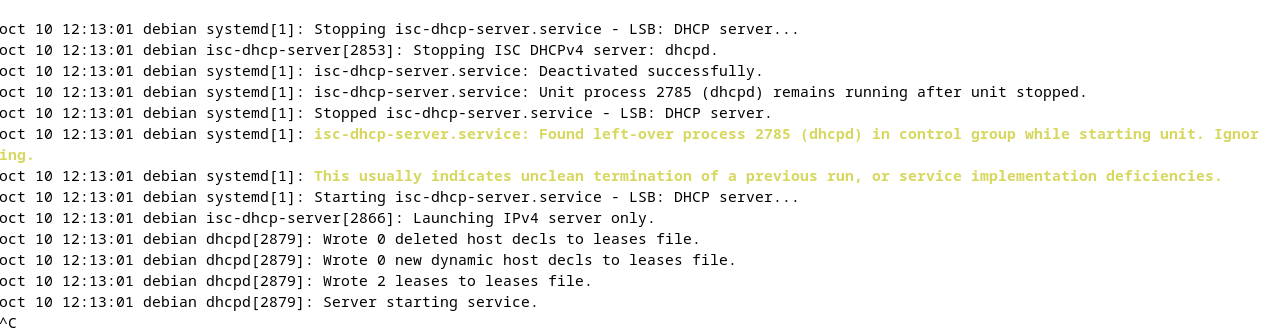 oct 10 12:13:01 debian systemd[1]: Stopping isc-dhcp-server.service - LSB: DHCP server...
oct 10 12:13:01 debian isc-dhcp-server[2853]: Stopping ISC DHCPv4 server: dhcpd.
oct 10 12:13:01 debian systemd[1]: isc-dhcp-server.service: Deactivated successfully.
oct 10 12:13:01 debian systemd[1]: isc-dhcp-server.service: Unit process 2785 (dhcpd) remains running after unit stopped.
oct 10 12:13:01 debian systemd[1]: Stopped isc-dhcp-server.service - LSB: DHCP server.
oct 10 12:13:01 debian systemd[1]: isc-dhcp-server.service: Found left-over process 2785 (dhcpd) in control group while starting unit. Ignor
ing.
oct 10 12:13:01 debian systemd[1]: This usually indicates unclean termination of a previous run, or service implementation deficiencies.
oct 10 12:13:01 debian systemd[1]: Starting isc-dhcp-server.service - LSB: DHCP server...
oct 10 12:13:01 debian isc-dhcp-server[2866]: Launching IPv4 server only.
oct 10 12:13:01 debian dhcpd[2879]: Wrote 0 deleted host decls to leases file.
oct 10 12:13:01 debian dhcpd[2879]: Wrote 0 new dynamic host decls to leases file.
oct 10 12:13:01 debian dhcpd[2879]: Wrote 2 leases to leases file.
oct 10 12:13:01 debian dhcpd[2879]: Server starting service.
^C